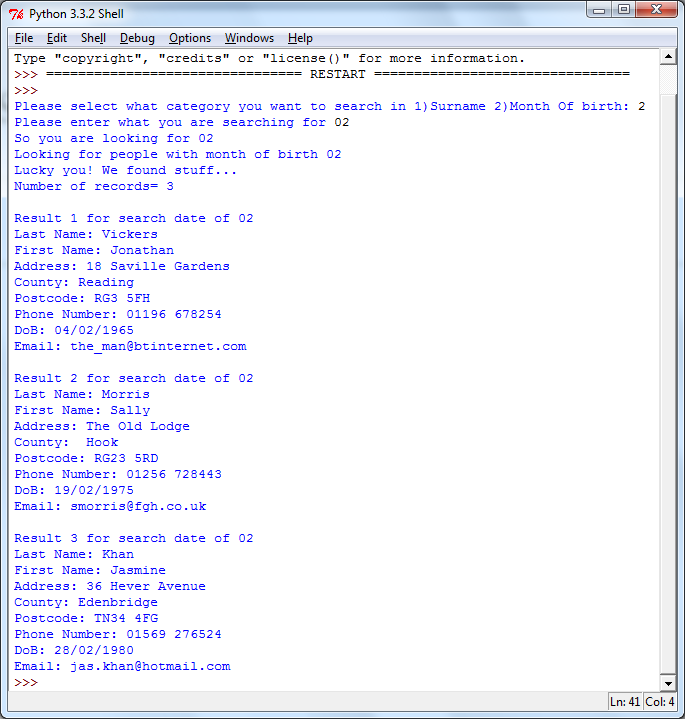 Python 3.3.2 Shell
File Edit Shell Debug Options Windows Help
Type "copyright", "credits" or "license()" for more information.
>>> ================================ RESTART ================================
>>>
Please select what category you want to search in 1)Surname 2)Month Of birth: 2
Please enter what you are searching for 02
So you are looking for 02
Looking for people with month of birth 02
Lucky you! We found stuff...
Number of records= 3
Result 1 for search date of 02
Last Name: Vickers
First Name: Jonathan
Address: 18 Saville Gardens
County: Reading
Postcode: RG3 5FH
Phone Number: 01196 678254
DoB: 04/02/1965
Email: the_man@btinternet.com
Result 2 for search date of 02
Last Name: Morris
First Name: Sally
Address: The Old Lodge
County:  Hook
Postcode: RG23 5RD
Phone Number: 01256 728443
DoB: 19/02/1975
Email: smorris@fgh.co.uk
Result 3 for search date of 02
Last Name: Khan
First Name: Jasmine
Address: 36 Hever Avenue
County: Edenbridge
Postcode: TN34 4FG
Phone Number: 01569 276524
DoB: 28/02/1980
Email: jas.khan@hotmail.com
>>>
Ln: 41 Col: 4